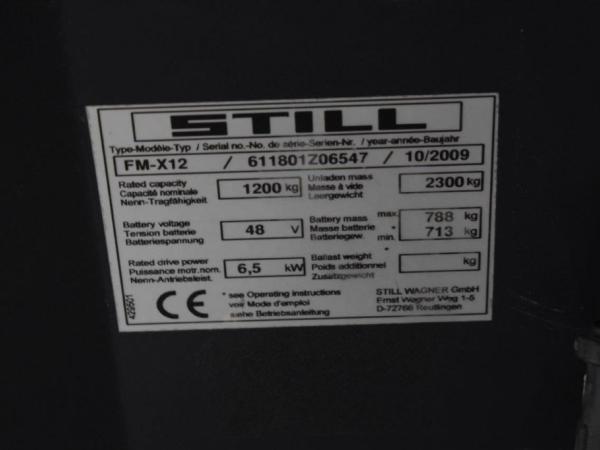 STILL
Type-Modèle-Typ / Serial no.-No. de série-Serien-Nr. / year-année-Baujahr
FM-X12 / 611801Z06547 / 10/2009
Rated capacity
Capacité nominale
Nenn-Tragfähigkeit
1200 kg
Unladen mass
Masse à vide
Leergewicht
2300 kg
Battery voltage
Tension batterie
Batteriespannung
48 V
Battery mass max. 788 kg
Masse batterie *
Batteriegew. min. 713 kg
Rated drive power
Puissance motr.nom.
Nenn-Antriebsleist.
6,5 kW
Ballast weight
Poids additionnel
Zusatzgewicht
kg
CE
*see Operating instructions
voir Mode d'emploi
siehe Betriebsanleitung
STILL WAGNER GmbH
Ernst Wagner Weg 1-5
D-72766 Reutlingen